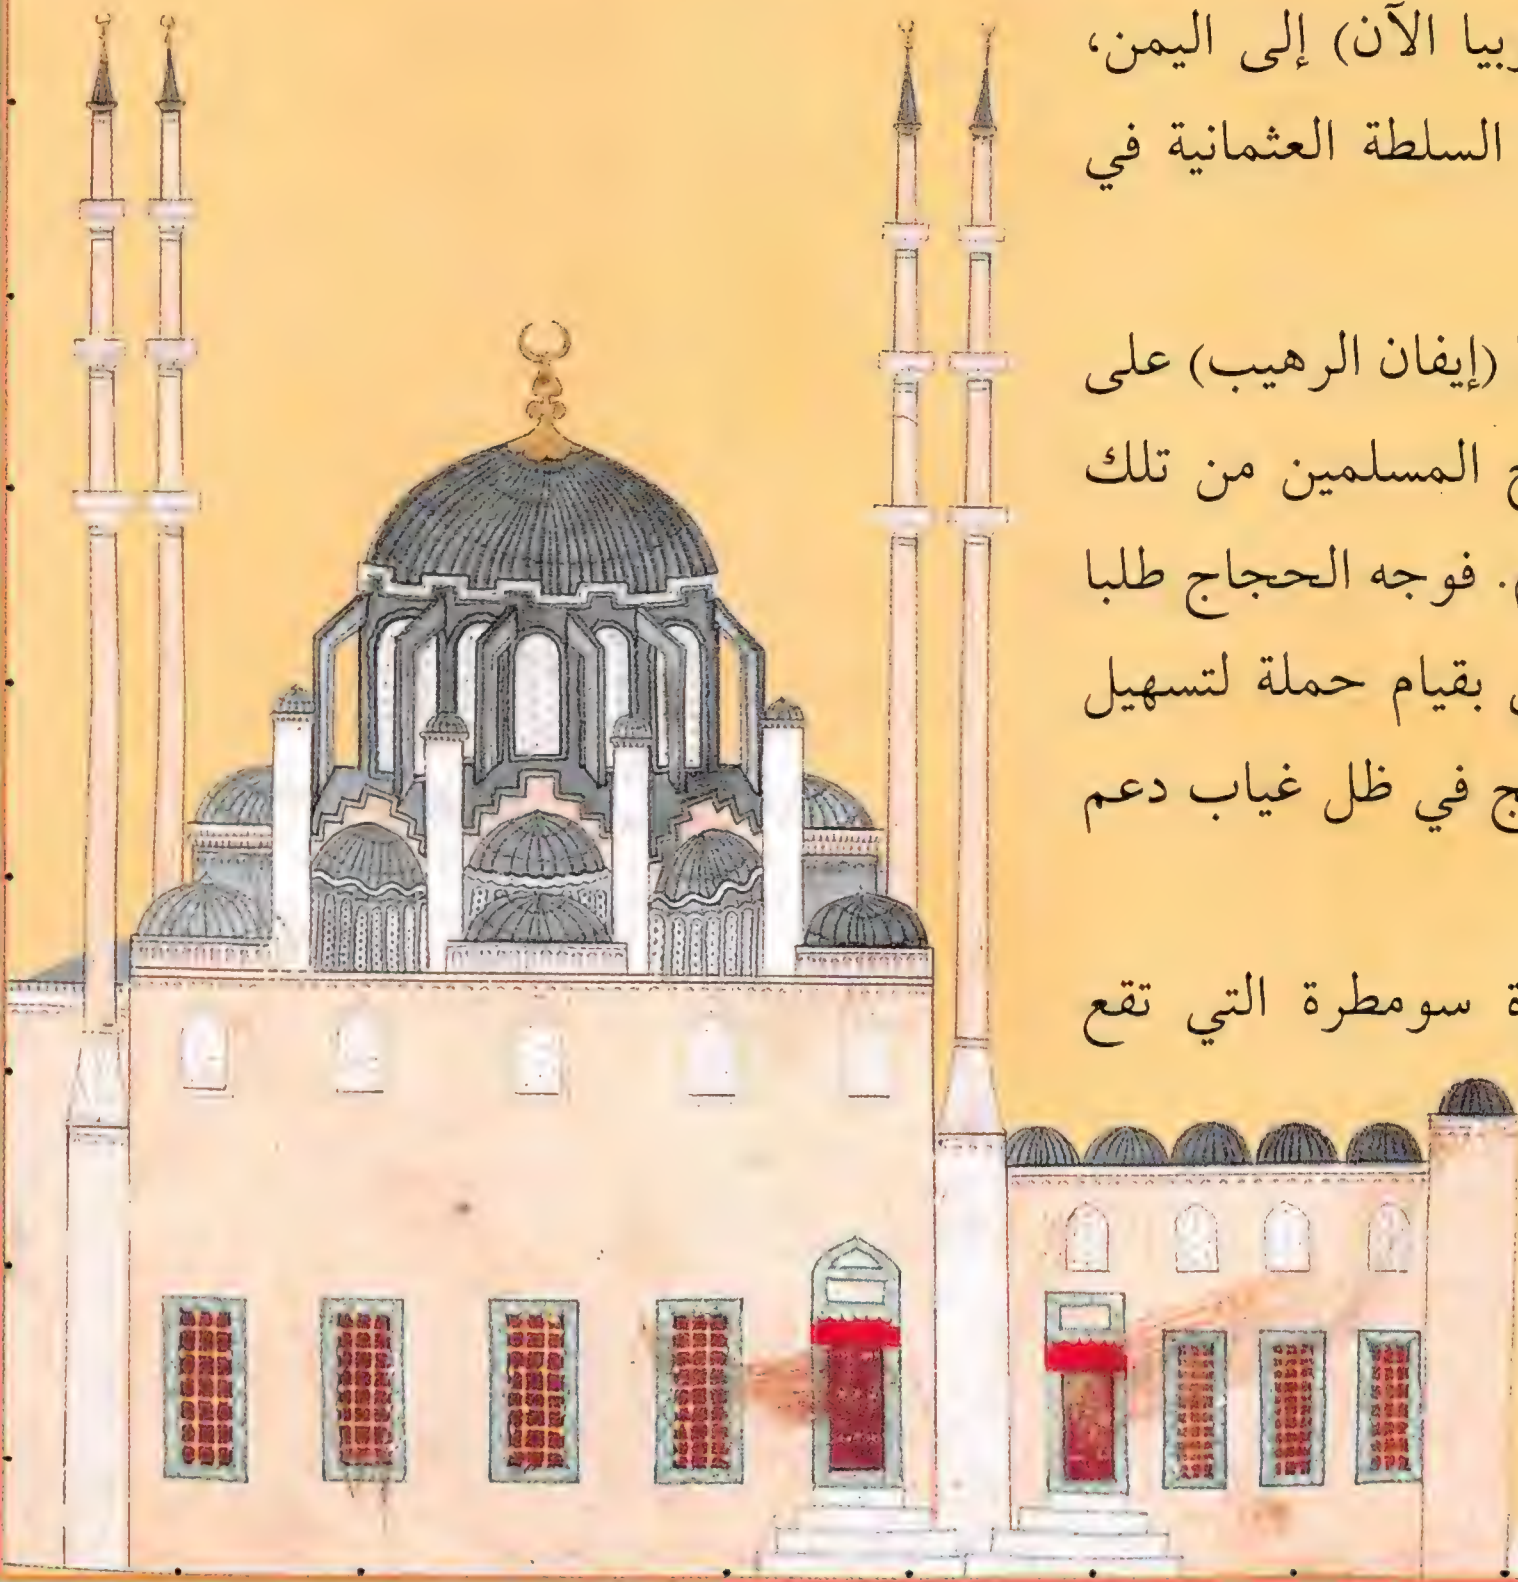 إلى اليمن، (ربيا الآن
السلطة العثمانية في
(إيفان الرهيب) على
المسلمين من تلك
فوجه الحجاج طلبا
بقيام حملة لتسهيل
في ظل غياب دعم
سومطرة التي تقع